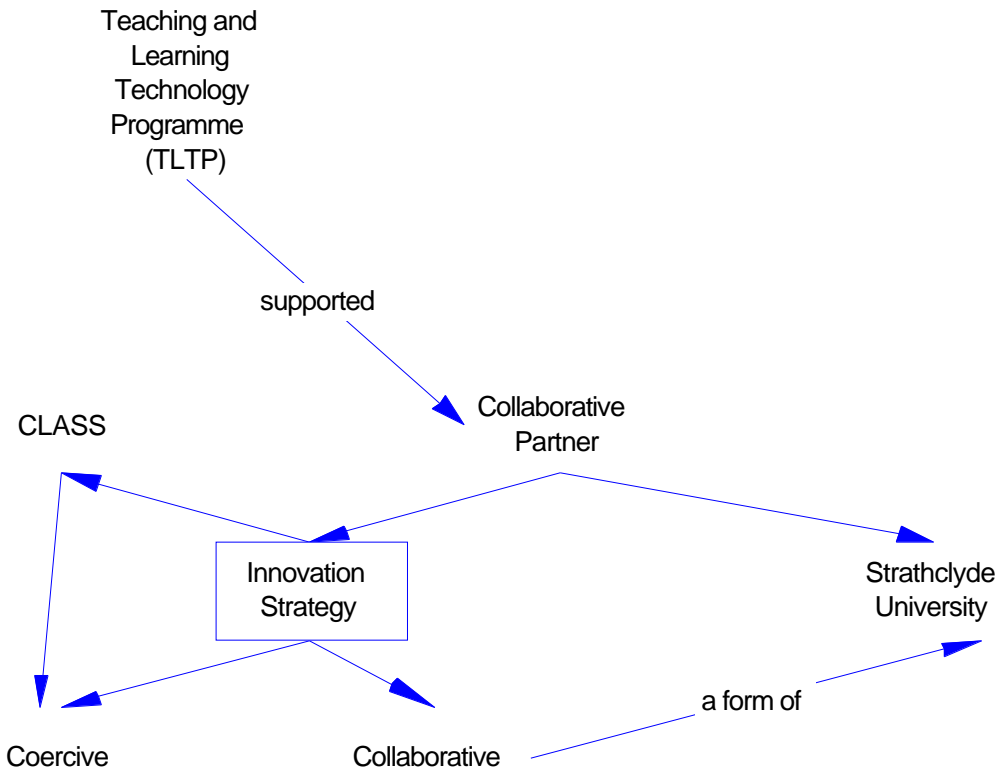 Teaching and
Learning
Technology
Programme
(TLTP)
supported
Collaborative
Partner
CLASS
Innovation
Strategy
Strathclyde
University
a form of
Coercive
Collaborative